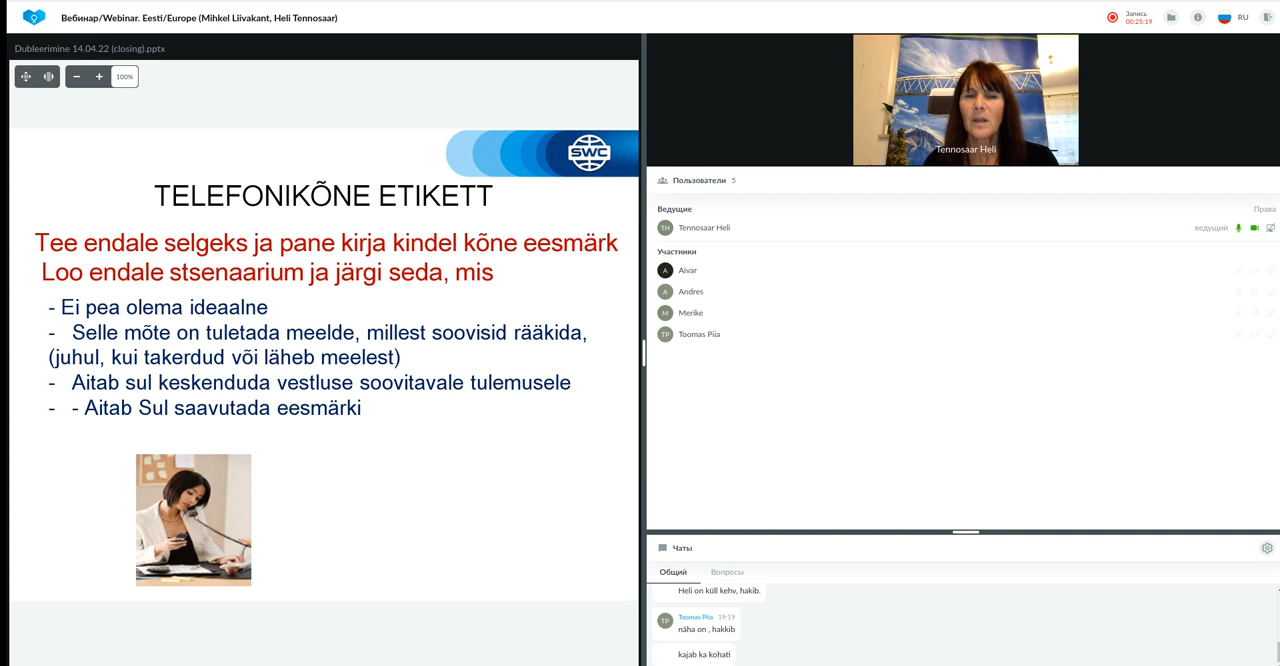 Вебинар/Webinar. Eesti/Europe (Mihkel Liivakant, Heli Tennosaar)
Запись
00:25:19
RU
Dubleerimine 14.04.22 (closing).pptx
100%
SWC
TELEFONIKÕNE ETIKETT
Tee endale selgeks ja pane kirja kindel kõne eesmärk
Loo endale stsenaarium ja järgi seda, mis
- Ei pea olema ideaalne
- Selle mõte on tuletada meelde, millest soovisid rääkida,
(juhul, kui takerdud või läheb meelest)
- Aitab sul keskenduda vestluse soovitavale tulemusele
- - Aitab Sul saavutada eesmärki
Tennosaar Heli
Пользователи 5
Ведущие Права
TH Tennosaar Heli ведущий
Участники
A Aivar
A Andres
M Merike
TP Toomas Piia
Чаты
Общий Вопросы
Heli on küll kehv, hakib.
TP Toomas Piia 19:19
näha on , hakkib
kajab ka kohati